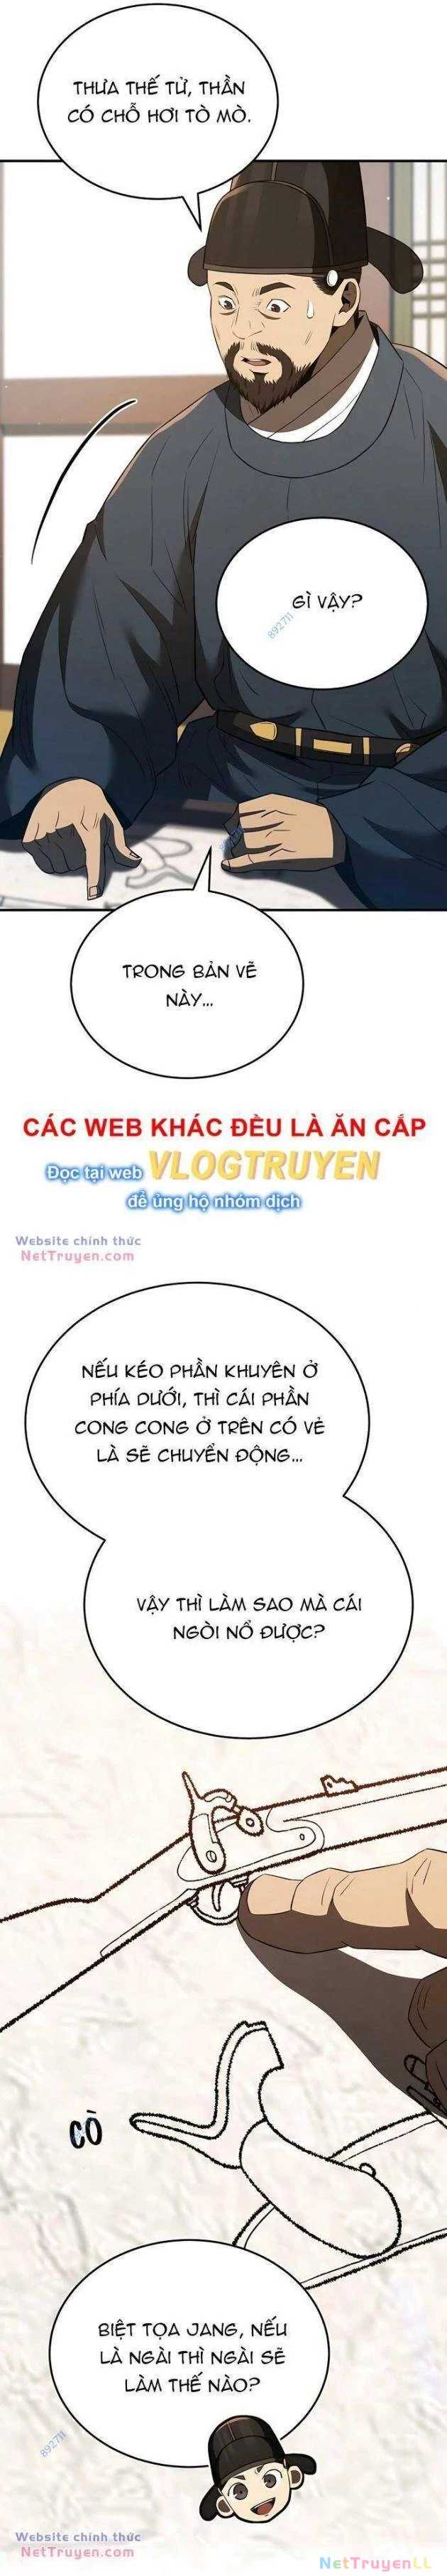 THƯA THẾ TỬ, THẦN
CÓ CHỖ HƠI TÒ MÒ.
GÌ VẬY?
892711
892711
TRONG BẢN VẼ
NÀY...
CÁC WEB KHÁC ĐỀU LÀ ĂN CẮP
Đọc tại web VLOGTRUYEN
để ủng hộ nhóm dịch
Website chính thức
NetTruyen.com
NẾU KÉO PHẦN KHUYÊN Ở
PHÍA DƯỚI, THÌ CÁI PHẦN
CONG CONG Ở TRÊN CÓ VẺ
LÀ SẼ CHUYỂN ĐỘNG...
VẬY THÌ LÀM SAO MÀ CÁI
NGÒI NỔ ĐƯỢC?
CÒ
BIỆT TỌA JANG, NẾU
LÀ NGÀI THÌ NGÀI SẼ
LÀM THẾ NÀO?
892711
Website chính thức
NetTruyen.com
NetTruyenLL